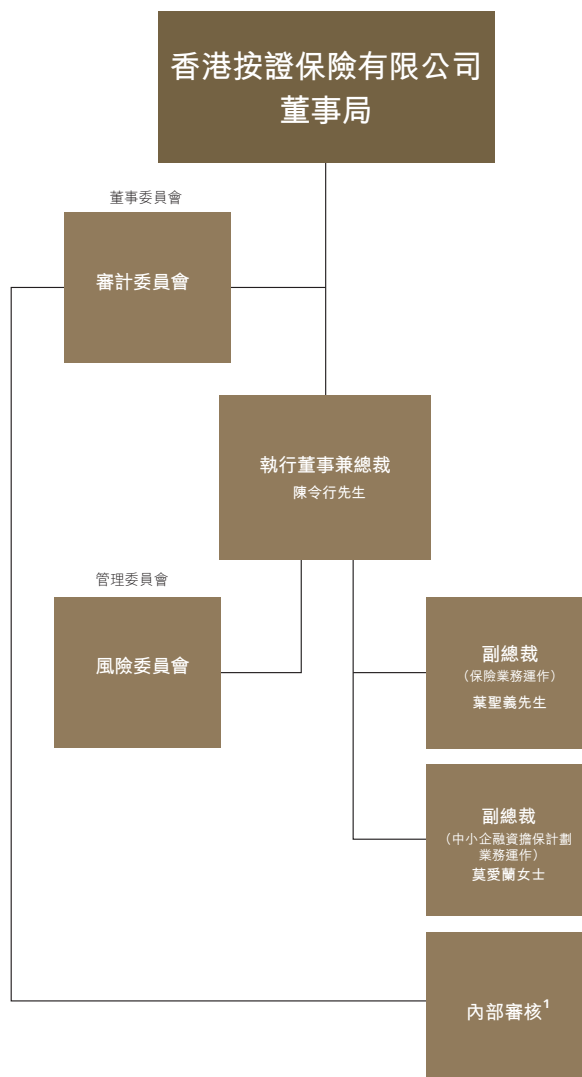 香港按證保險有限公司
董事局
董事委員會
審計委員會
執行董事兼總裁
陳令行先生
管理委員會
風險委員會
副總裁
（保險業務運作）
葉聖義先生
副總裁
（中小企融資擔保計劃
業務運作）
莫愛蘭女士
內部審核1